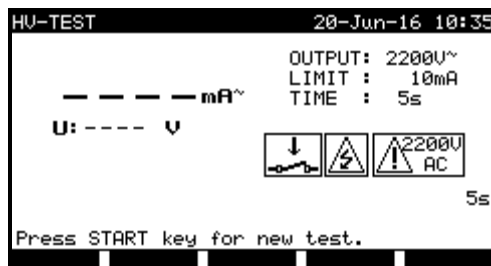 HV-TEST 20-Jun-16 10:35
OUTPUT: 2200V~
LIMIT : 10mA
TIME : 5s
– – – – mA~
U: ---- V
2200V
AC
5s
Press START key for new test.